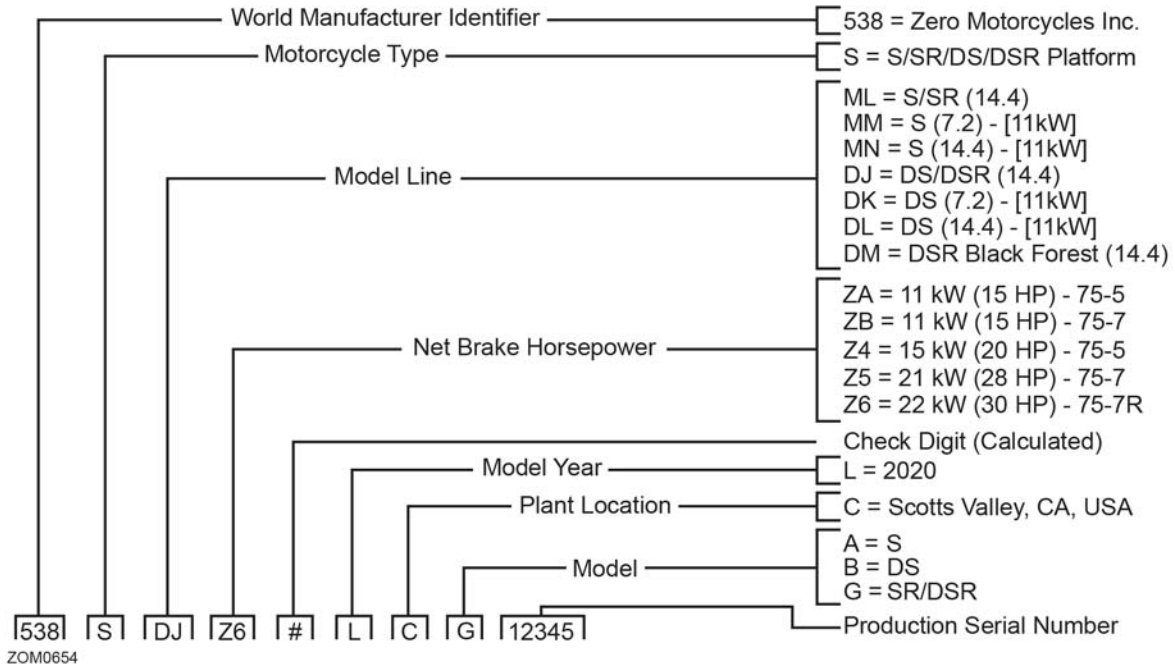 World Manufacturer Identifier
538 = Zero Motorcycles Inc.
Motorcycle Type
S = S/SR/DS/DSR Platform
Model Line
ML = S/SR (14.4)
MM = S (7.2) - [11kW]
MN = S (14.4) - [11kW]
DJ = DS/DSR (14.4)
DK = DS (7.2) - [11kW]
DL = DS (14.4) - [11kW]
DM = DSR Black Forest (14.4)
Net Brake Horsepower
ZA = 11 kW (15 HP) - 75-5
ZB = 11 kW (15 HP) - 75-7
Z4 = 15 kW (20 HP) - 75-5
Z5 = 21 kW (28 HP) - 75-7
Z6 = 22 kW (30 HP) - 75-7R
Check Digit (Calculated)
Model Year
L = 2020
Plant Location
C = Scotts Valley, CA, USA
Model
A = S
B = DS
G = SR/DSR
Production Serial Number
538 S DJ Z6 # L C G 12345
ZOM0654